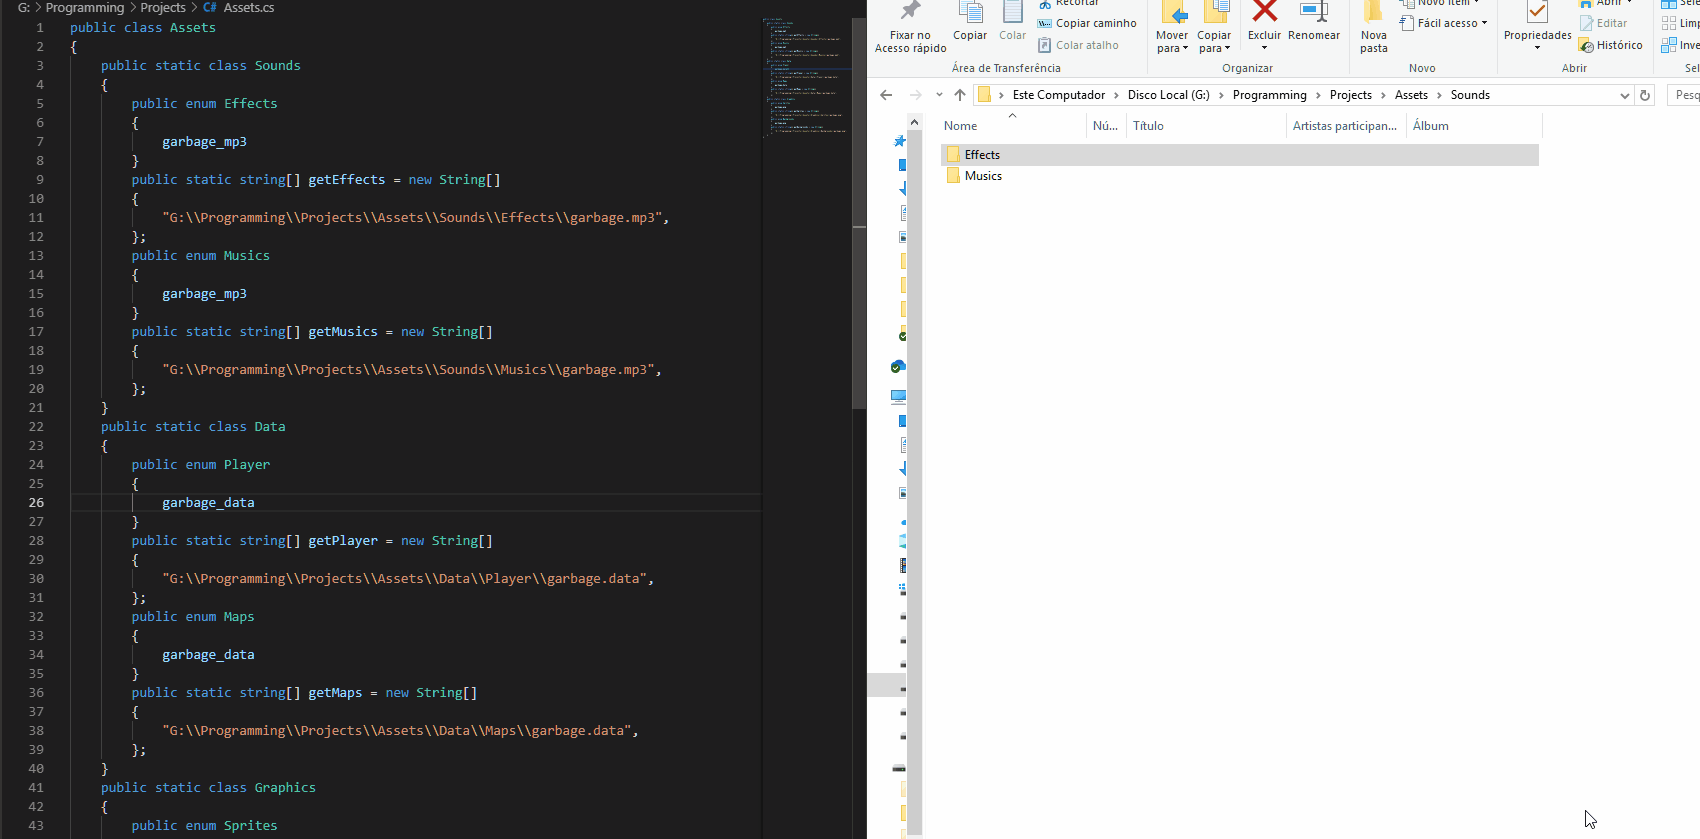 G: > Programming > Projects > C# Assets.cs
1 public class Assets
2 {
3 public static class Sounds
4 {
5 public enum Effects
6 {
7 garbage_mp3
8 }
9 public static string[] getEffects = new String[]
10 {
11 "G:\\Programming\\Projects\\Assets\\Sounds\\Effects\\garbage.mp3",
12 };
13 public enum Musics
14 {
15 garbage_mp3
16 }
17 public static string[] getMusics = new String[]
18 {
19 "G:\\Programming\\Projects\\Assets\\Sounds\\Musics\\garbage.mp3",
20 };
21 }
22 public static class Data
23 {
24 public enum Player
25 {
26 garbage_data
27 }
28 public static string[] getPlayer = new String[]
29 {
30 "G:\\Programming\\Projects\\Assets\\Data\\Player\\garbage.data",
31 };
32 public enum Maps
33 {
34 garbage_data
35 }
36 public static string[] getMaps = new String[]
37 {
38 "G:\\Programming\\Projects\\Assets\\Data\\Maps\\garbage.data",
39 };
40 }
41 public static class Graphics
42 {
43 public enum Sprites
Fixar no
Acesso rápido
Copiar
Colar
Recortar
Copiar caminho
Colar atalho
Área de Transferência
Mover
para
Copiar
para
Excluir
Renomear
Organizar
Nova
pasta
Novo item
Fácil acesso
Novo
Propriedades
Abrir
Editar
Histórico
Abrir
Sele
Limp
Inve
Sel
Este Computador > Disco Local (G:) > Programming > Projects > Assets > Sounds
Pesq
Nome
Nú...
Título
Artistas participan...
Álbum
Effects
Musics